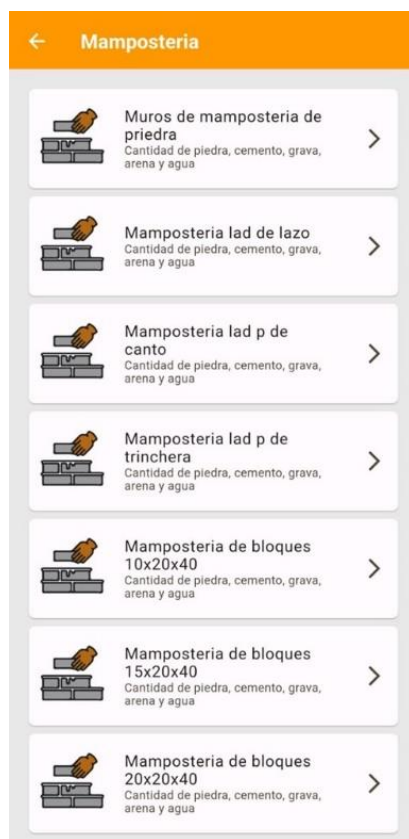 Mamposteria
Muros de mamposteria de
priedra
Cantidad de piedra, cemento, grava,
arena y agua
Mamposteria lad de lazo
Cantidad de piedra, cemento, grava,
arena y agua
Mamposteria lad p de
canto
Cantidad de piedra, cemento, grava,
arena y agua
Mamposteria lad p de
trinchera
Cantidad de piedra, cemento, grava,
arena y agua
Mamposteria de bloques
10x20x40
Cantidad de piedra, cemento, grava,
arena y agua
Mamposteria de bloques
15x20x40
Cantidad de piedra, cemento, grava,
arena y agua
Mamposteria de bloques
20x20x40
Cantidad de piedra, cemento, grava,
arena y agua